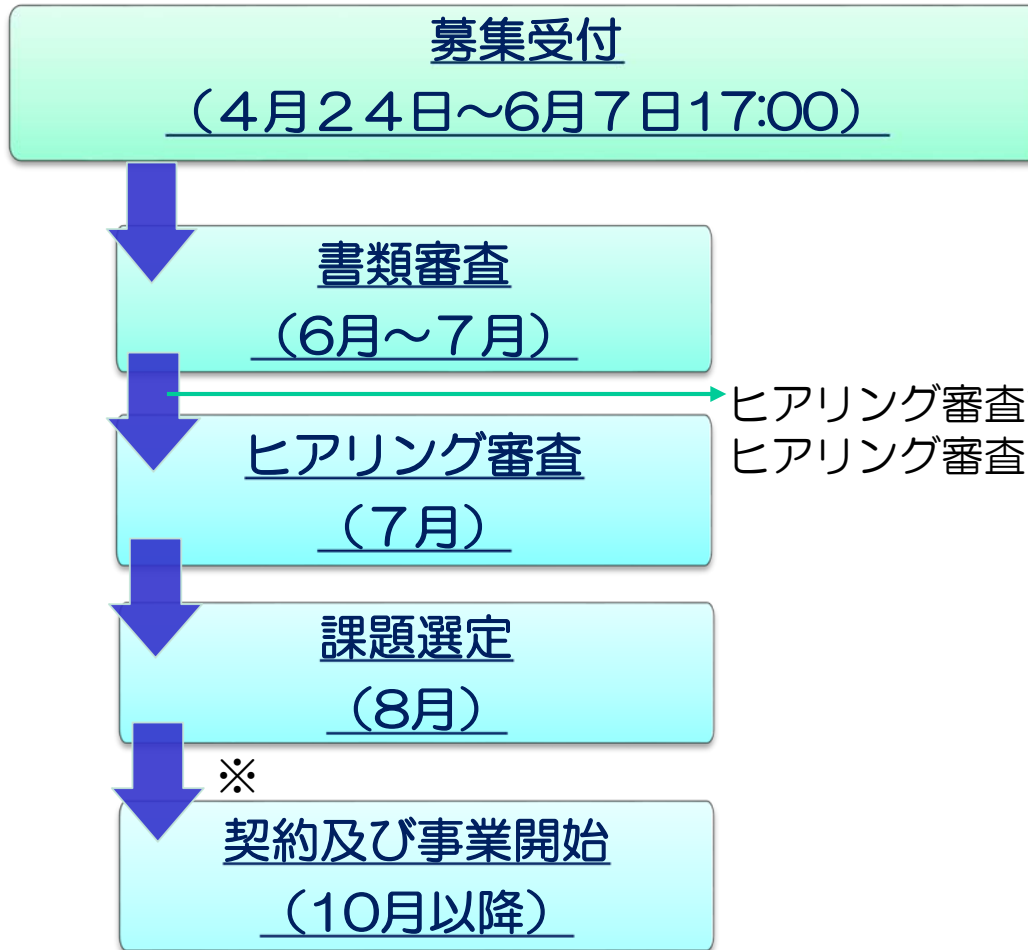 募集受付
（４月２４日～６月７日17:00）
書類審査
（６月～７月）
ヒアリング審査
ヒアリング審査
ヒアリング審査
（７月）
課題選定
（８月）
※
契約及び事業開始
（10月以降）